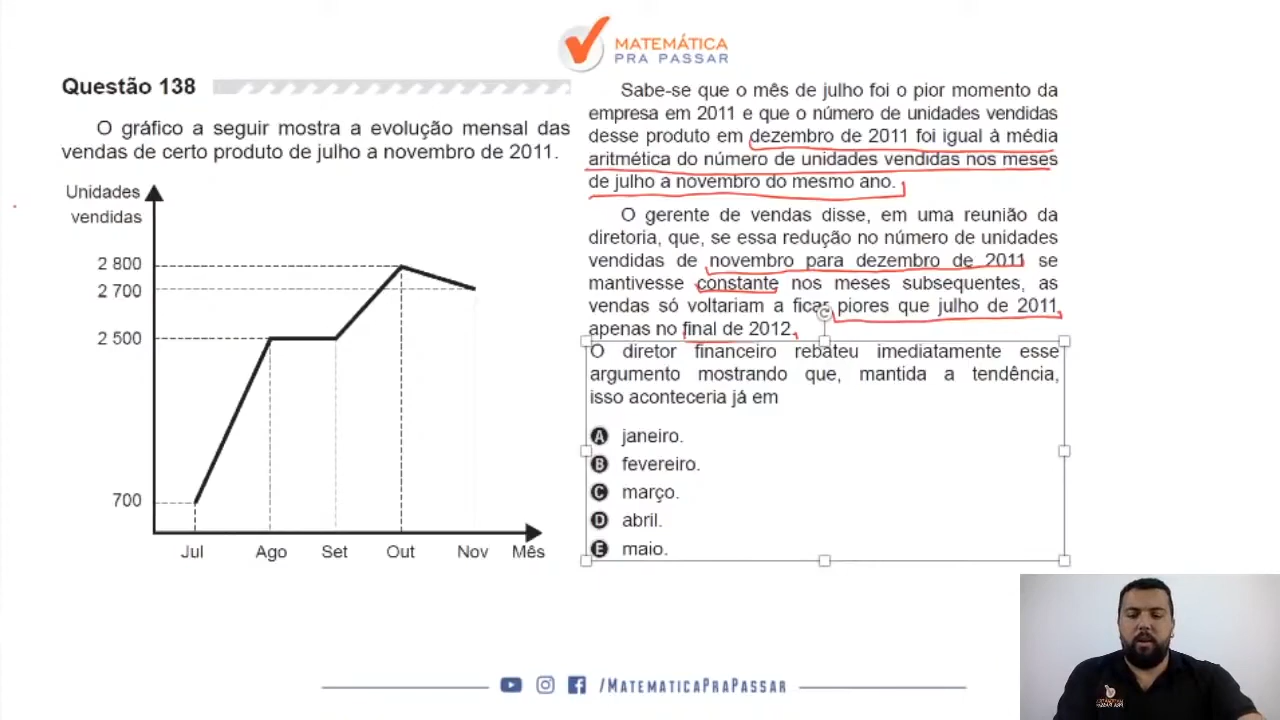 MATEMÁTICA
PRA PASSAR
Questão 138
O gráfico a seguir mostra a evolução mensal das
vendas de certo produto de julho a novembro de 2011.
Unidades
vendidas
2 800
2 700
2 500
700
Jul Ago Set Out Nov Mês
Sabe-se que o mês de julho foi o pior momento da
empresa em 2011 e que o número de unidades vendidas
desse produto em dezembro de 2011 foi igual à média
aritmética do número de unidades vendidas nos meses
de julho a novembro do mesmo ano.
O gerente de vendas disse, em uma reunião da
diretoria, que, se essa redução no número de unidades
vendidas de novembro para dezembro de 2011 se
mantivesse constante nos meses subsequentes, as
vendas só voltariam a ficar piores que julho de 2011,
apenas no final de 2012.
O diretor financeiro rebateu imediatamente esse
argumento mostrando que, mantida a tendência,
isso aconteceria já em
A janeiro.
B fevereiro.
C março.
D abril.
E maio.
/MATEMATICAPRAPASSAR